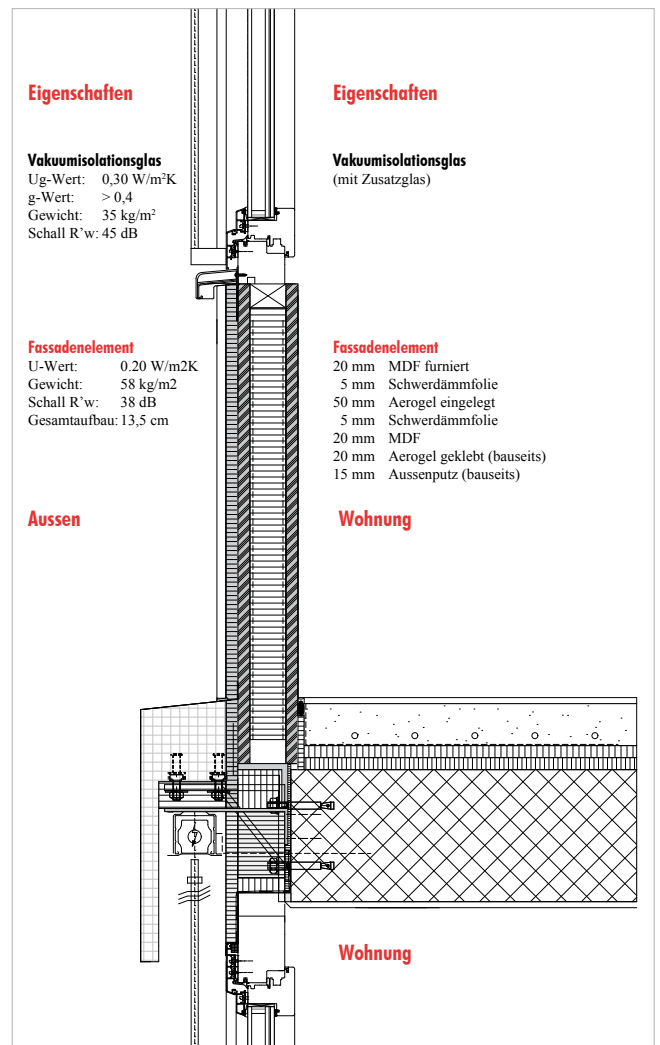 Eigenschaften
Vakuumisolationsglas
Ug-Wert: 0,30 W/m²K
g-Wert: > 0,4
Gewicht: 35 kg/m²
Schall R'w: 45 dB
Fassadenelement
U-Wert: 0.20 W/m2K
Gewicht: 58 kg/m2
Schall R'w: 38 dB
Gesamtaufbau: 13,5 cm
Aussen
Eigenschaften
Vakuumisolationsglas
(mit Zusatzglas)
Fassadenelement
20 mm MDF furniert
5 mm Schwerdämmfolie
50 mm Aerogel eingelegt
5 mm Schwerdämmfolie
20 mm MDF
20 mm Aerogel geklebt (bauseits)
15 mm Aussenputz (bauseits)
Wohnung
Wohnung